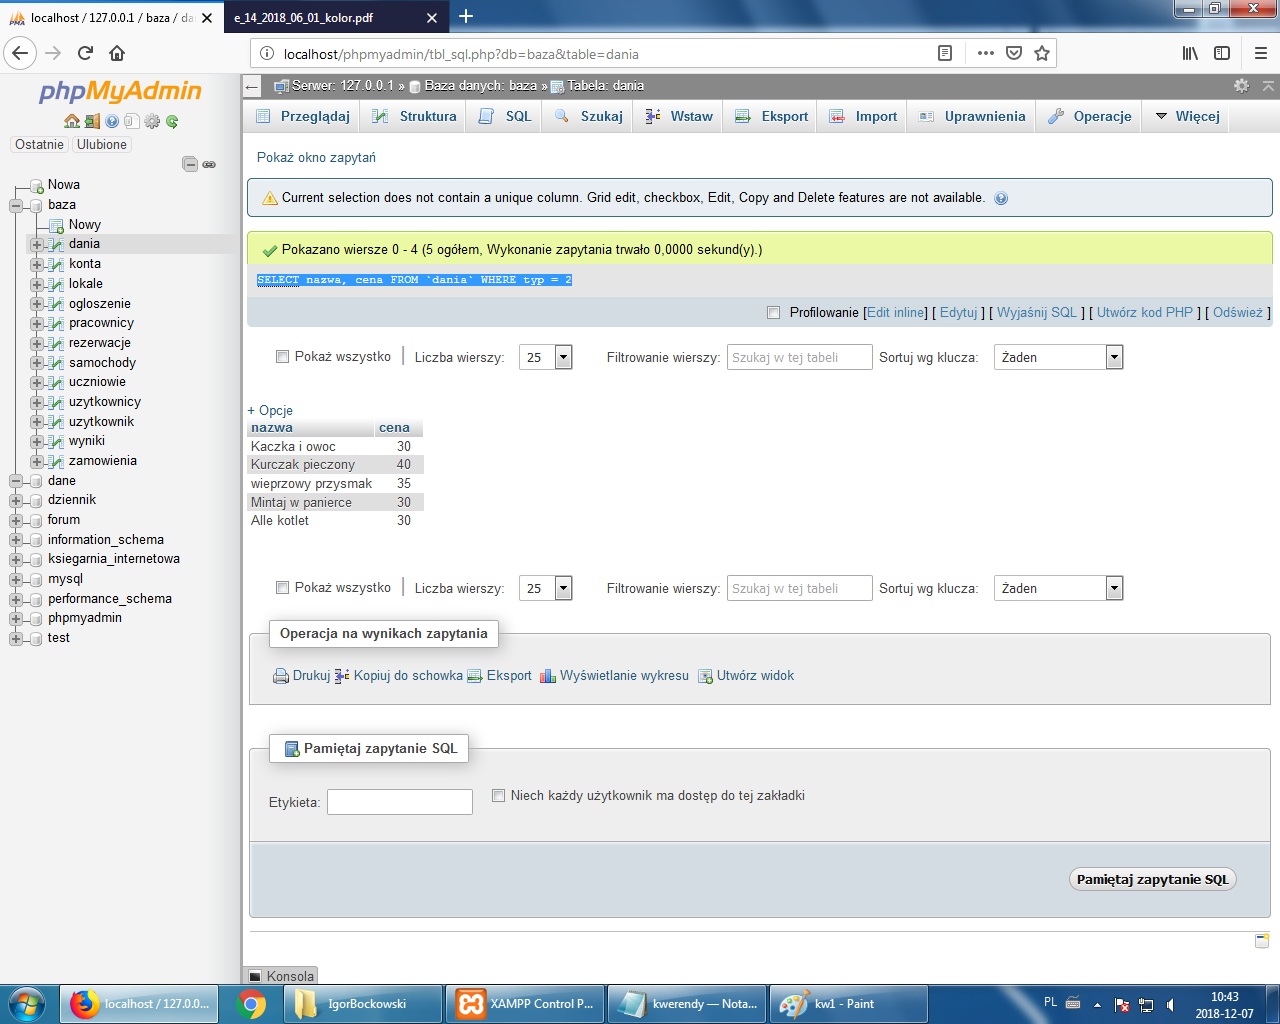 localhost / 127.0.0.1 / baza / da
e_14_2018_06_01_kolor.pdf
localhost/phpmyadmin/tbl_sql.php?db=baza&table=dania
phpMyAdmin
Ostatnie Ulubione
Nowa
baza
Nowy
dania
konta
lokale
ogloszenie
pracownicy
rezerwacje
samochody
uczniowie
uzytkownicy
uzytkownik
wyniki
zamowienia
dane
dziennik
forum
information_schema
ksiegarnia_internetowa
mysql
performance_schema
phpmyadmin
test
Serwer: 127.0.0.1 » Baza danych: baza » Tabela: dania
Przeglądaj Struktura SQL Szukaj Wstaw Eksport Import Uprawnienia Operacje Więcej
Pokaż okno zapytań
Current selection does not contain a unique column. Grid edit, checkbox, Edit, Copy and Delete features are not available.
Pokazano wiersze 0 - 4 (5 ogółem, Wykonanie zapytania trwało 0,0000 sekund(y).)
SELECT nazwa, cena FROM `dania` WHERE typ = 2
Profilowanie [Edit inline] [ Edytuj ] [ Wyjaśnij SQL ] [ Utwórz kod PHP ] [ Odśwież ]
Pokaż wszystko | Liczba wierszy: 25 Filtrowanie wierszy: Szukaj w tej tabeli Sortuj wg klucza: Żaden
+ Opcje
nazwa cena
Kaczka i owoc 30
Kurczak pieczony 40
wieprzowy przysmak 35
Mintaj w panierce 30
Alle kotlet 30
Pokaż wszystko | Liczba wierszy: 25 Filtrowanie wierszy: Szukaj w tej tabeli Sortuj wg klucza: Żaden
Operacja na wynikach zapytania
Drukuj Kopiuj do schowka Eksport Wyświetlanie wykresu Utwórz widok
Pamiętaj zapytanie SQL
Etykieta: Niech każdy użytkownik ma dostęp do tej zakładki
Pamiętaj zapytanie SQL
Konsola
localhost / 127.0.0... IgorBockowski XAMPP Control P... kwerendy — Nota... kw1 - Paint PL 10:43
2018-12-07